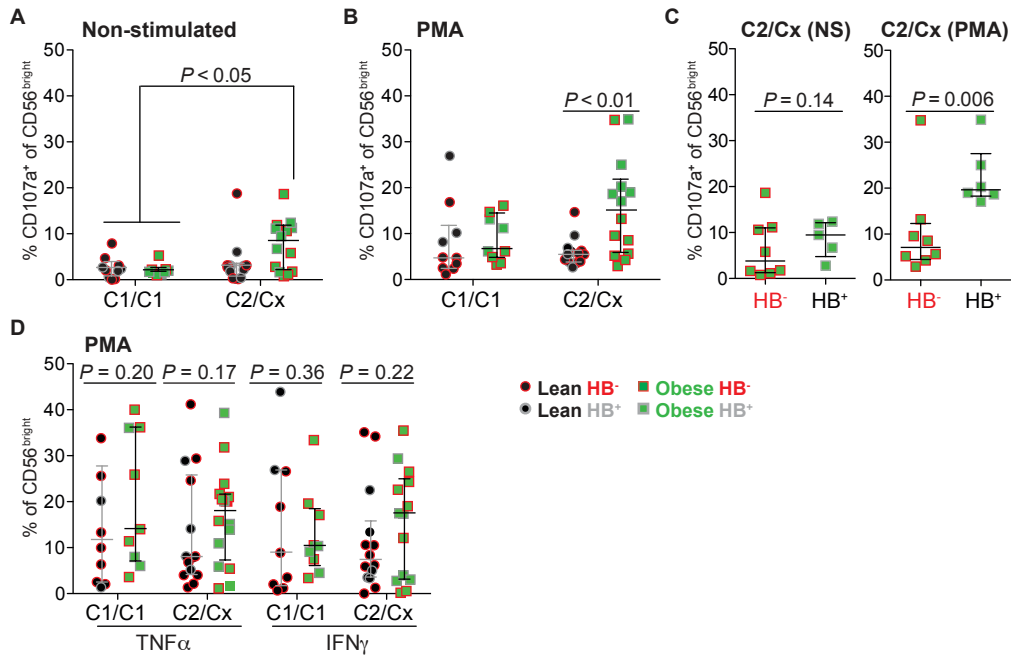 A
Non-stimulated
% CD107a⁺ of CD56ᵇʳⁱᵍʰᵗ
50
40
30
20
10
0
P < 0.05
C1/C1 C2/Cx
B
PMA
% CD107a⁺ of CD56ᵇʳⁱᵍʰᵗ
50
40
30
20
10
0
P < 0.01
C1/C1 C2/Cx
C
C2/Cx (NS)
% CD107a⁺ of CD56ᵇʳⁱᵍʰᵗ
50
40
30
20
10
0
P = 0.14
HB⁻ HB⁺
C2/Cx (PMA)
50
40
30
20
10
0
P = 0.006
HB⁻ HB⁺
D
PMA
% of CD56ᵇʳⁱᵍʰᵗ
50
40
30
20
10
0
P = 0.20 P = 0.17 P = 0.36 P = 0.22
C1/C1 C2/Cx C1/C1 C2/Cx
TNFα IFNγ
Lean HB⁻ Obese HB⁻
Lean HB⁺ Obese HB⁺